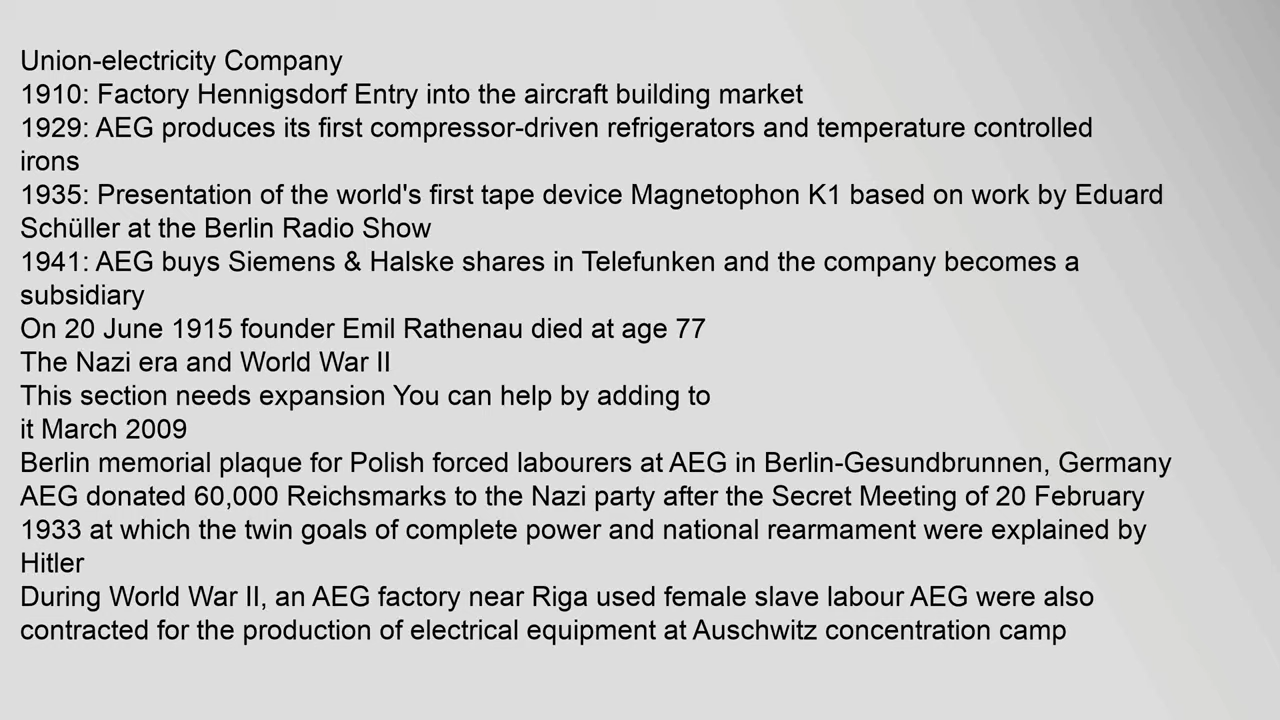 Union-electricity Company
1910: Factory Hennigsdorf Entry into the aircraft building market
1929: AEG produces its first compressor-driven refrigerators and temperature controlled
irons
1935: Presentation of the world's first tape device Magnetophon K1 based on work by Eduard
Schüller at the Berlin Radio Show
1941: AEG buys Siemens & Halske shares in Telefunken and the company becomes a
subsidiary
On 20 June 1915 founder Emil Rathenau died at age 77
The Nazi era and World War II
This section needs expansion You can help by adding to
it March 2009
Berlin memorial plaque for Polish forced labourers at AEG in Berlin-Gesundbrunnen, Germany
AEG donated 60,000 Reichsmarks to the Nazi party after the Secret Meeting of 20 February
1933 at which the twin goals of complete power and national rearmament were explained by
Hitler
During World War II, an AEG factory near Riga used female slave labour AEG were also
contracted for the production of electrical equipment at Auschwitz concentration camp